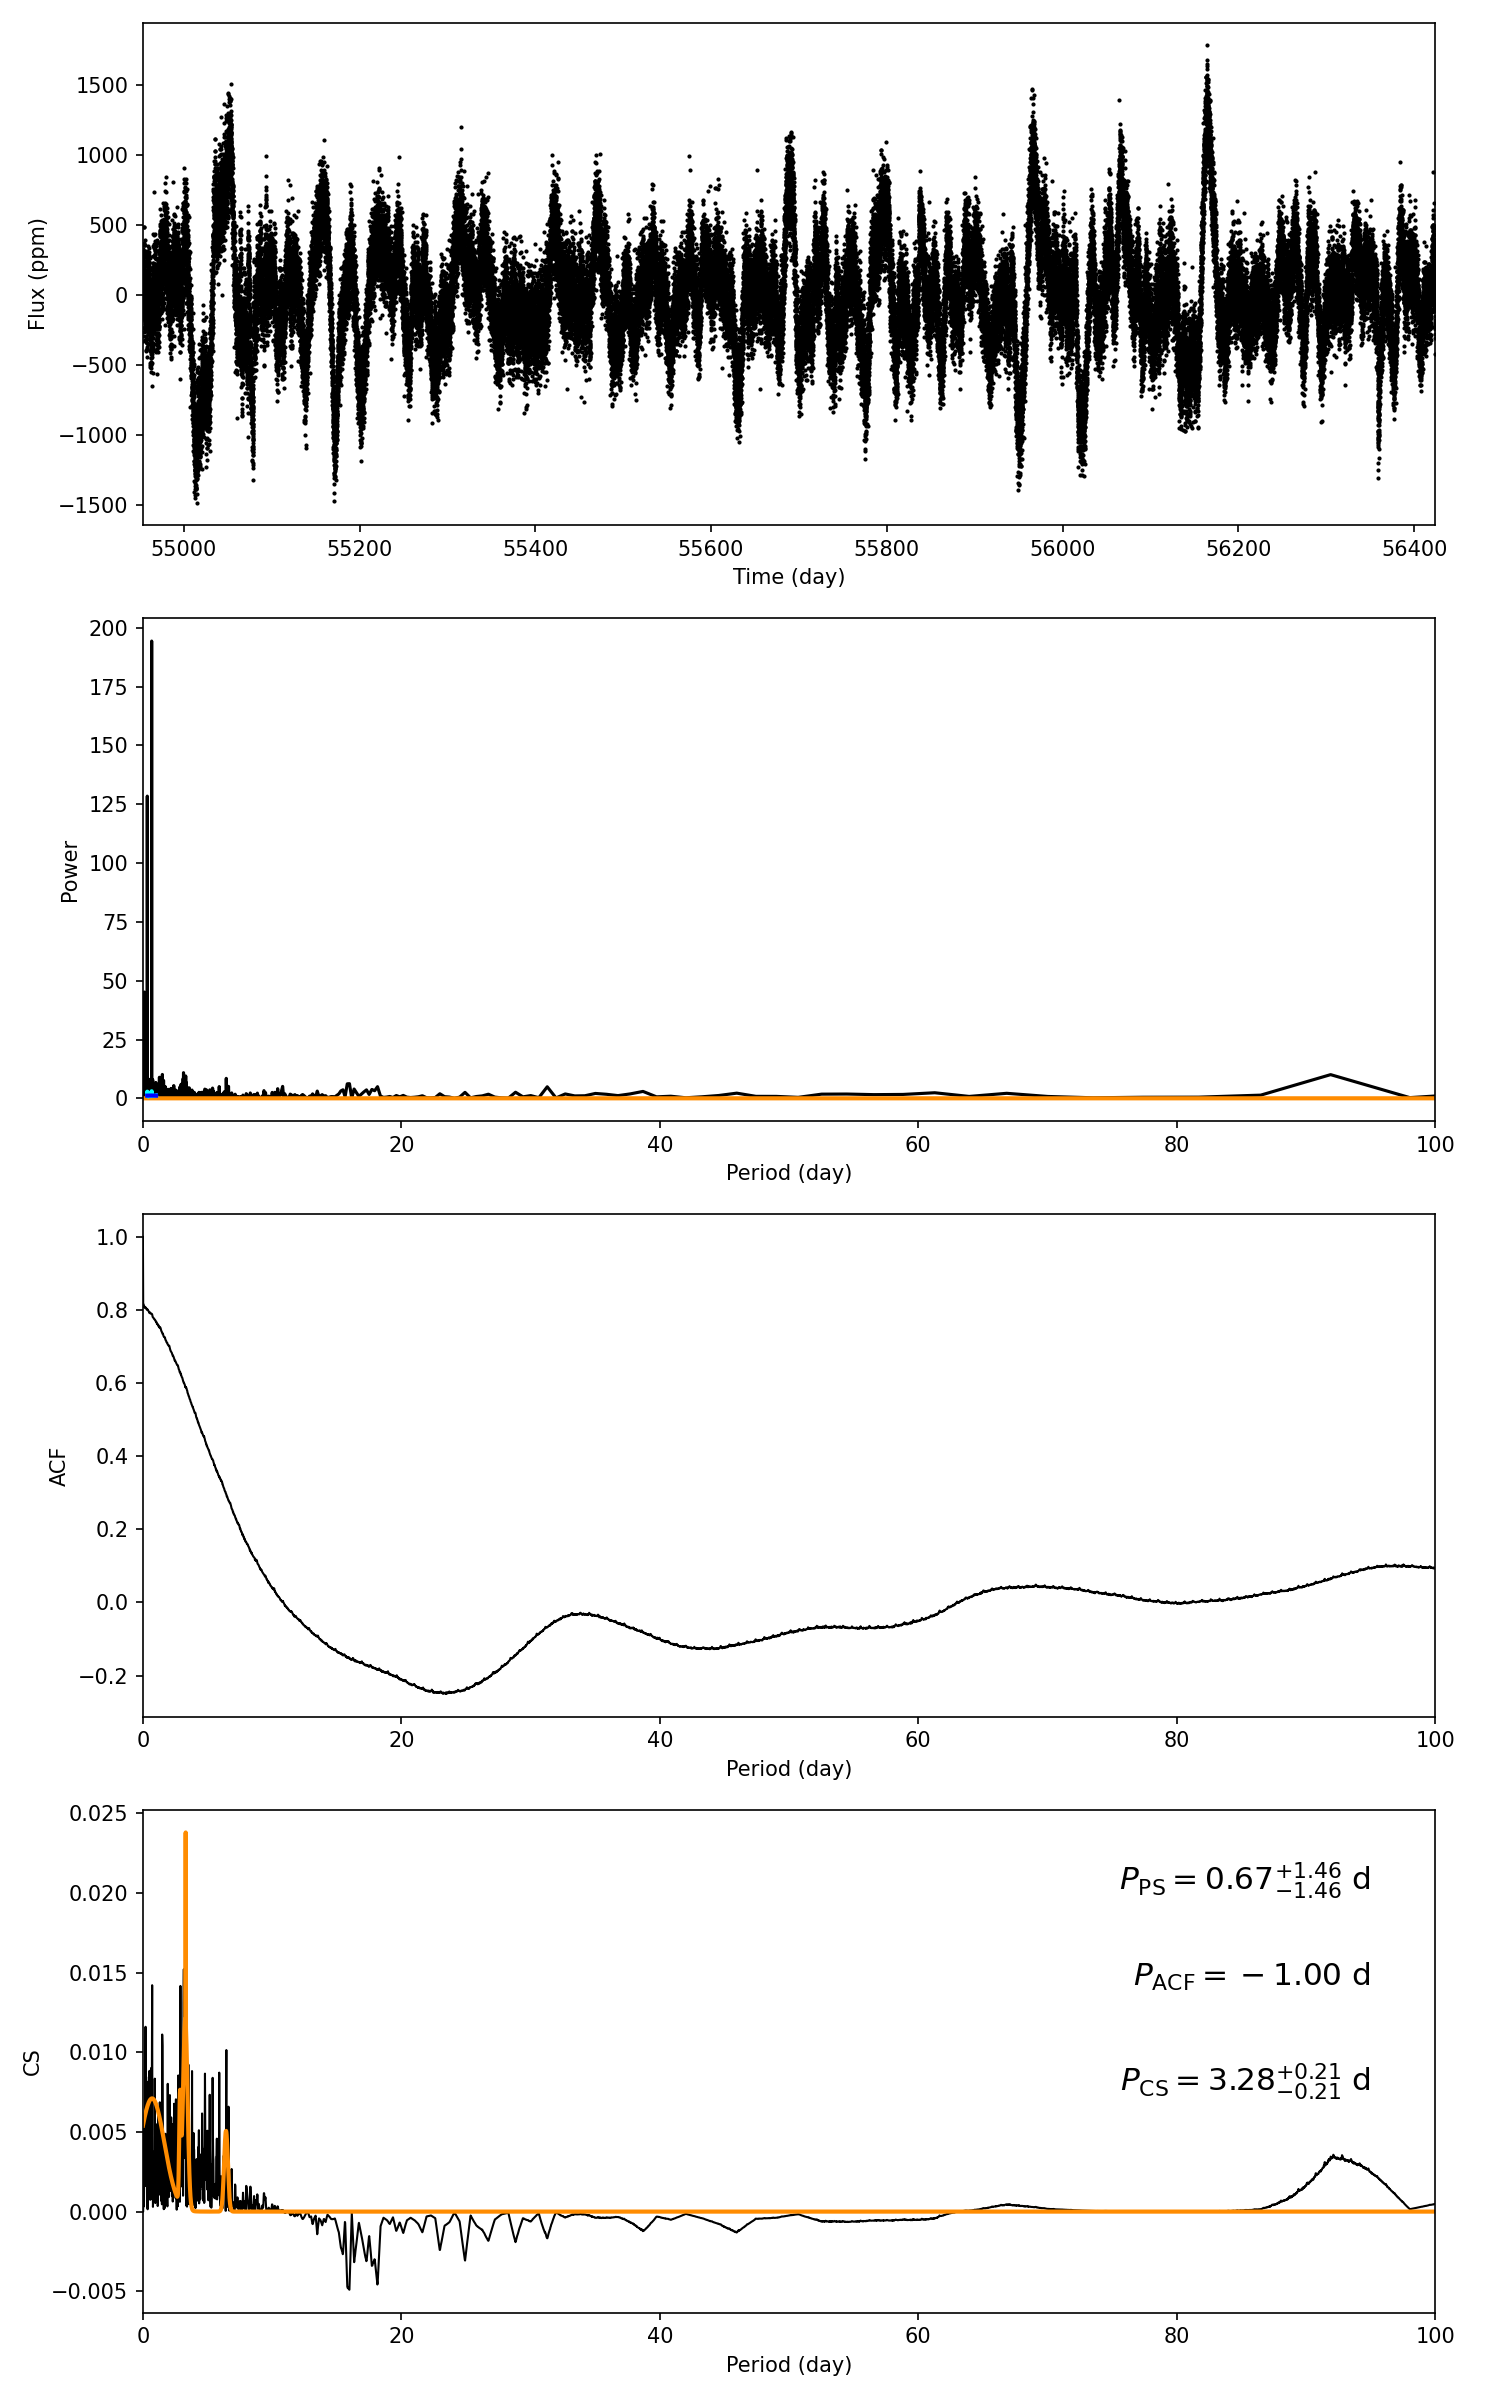 1500
1000
500
0
−500
−1000
−1500
Flux (ppm)
55000 55200 55400 55600 55800 56000 56200 56400
Time (day)
200
175
150
125
100
75
50
25
0
Power
0 20 40 60 80 100
Period (day)
1.0
0.8
0.6
0.4
0.2
0.0
−0.2
ACF
0 20 40 60 80 100
Period (day)
0.025
0.020
0.015
0.010
0.005
0.000
−0.005
CS
P_PS = 0.67 +1.46 −1.46 d
P_ACF = −1.00 d
P_CS = 3.28 +0.21 −0.21 d
0 20 40 60 80 100
Period (day)